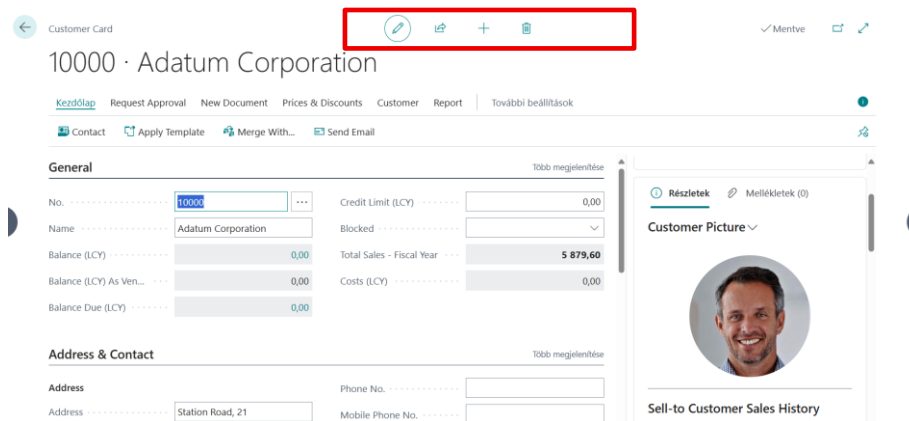 Customer Card
Mentve
10000 · Adatum Corporation
Kezdőlap Request Approval New Document Prices & Discounts Customer Report További beállítások
Contact Apply Template Merge With... Send Email
General Több megjelenítése
No. 10000 ... Credit Limit (LCY) 0,00
Name Adatum Corporation Blocked
Balance (LCY) 0,00 Total Sales - Fiscal Year 5 879,60
Balance (LCY) As Ven... 0,00 Costs (LCY) 0,00
Balance Due (LCY) 0,00
Address & Contact Több megjelenítése
Address Phone No.
Address Station Road, 21 Mobile Phone No.
Részletek Mellékletek (0)
Customer Picture
Sell-to Customer Sales History